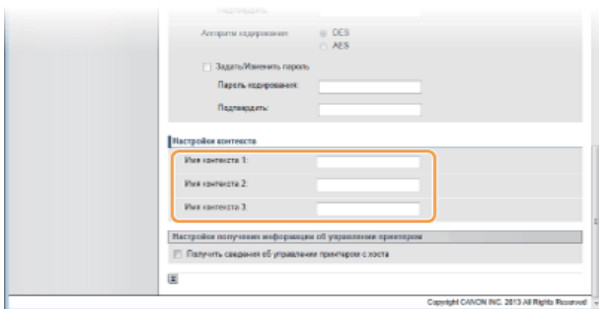 Подтвердить:
Алгоритм кодирования: DES
AES
Задать/Изменить пароль
Пароль кодирования:
Подтвердить:
Настройки контекста
Имя контекста 1:
Имя контекста 2:
Имя контекста 3:
Настройки получения информации об управлении принтером
Получить сведения об управлении принтером с хоста
Copyright CANON INC. 2013 All Rights Reserved